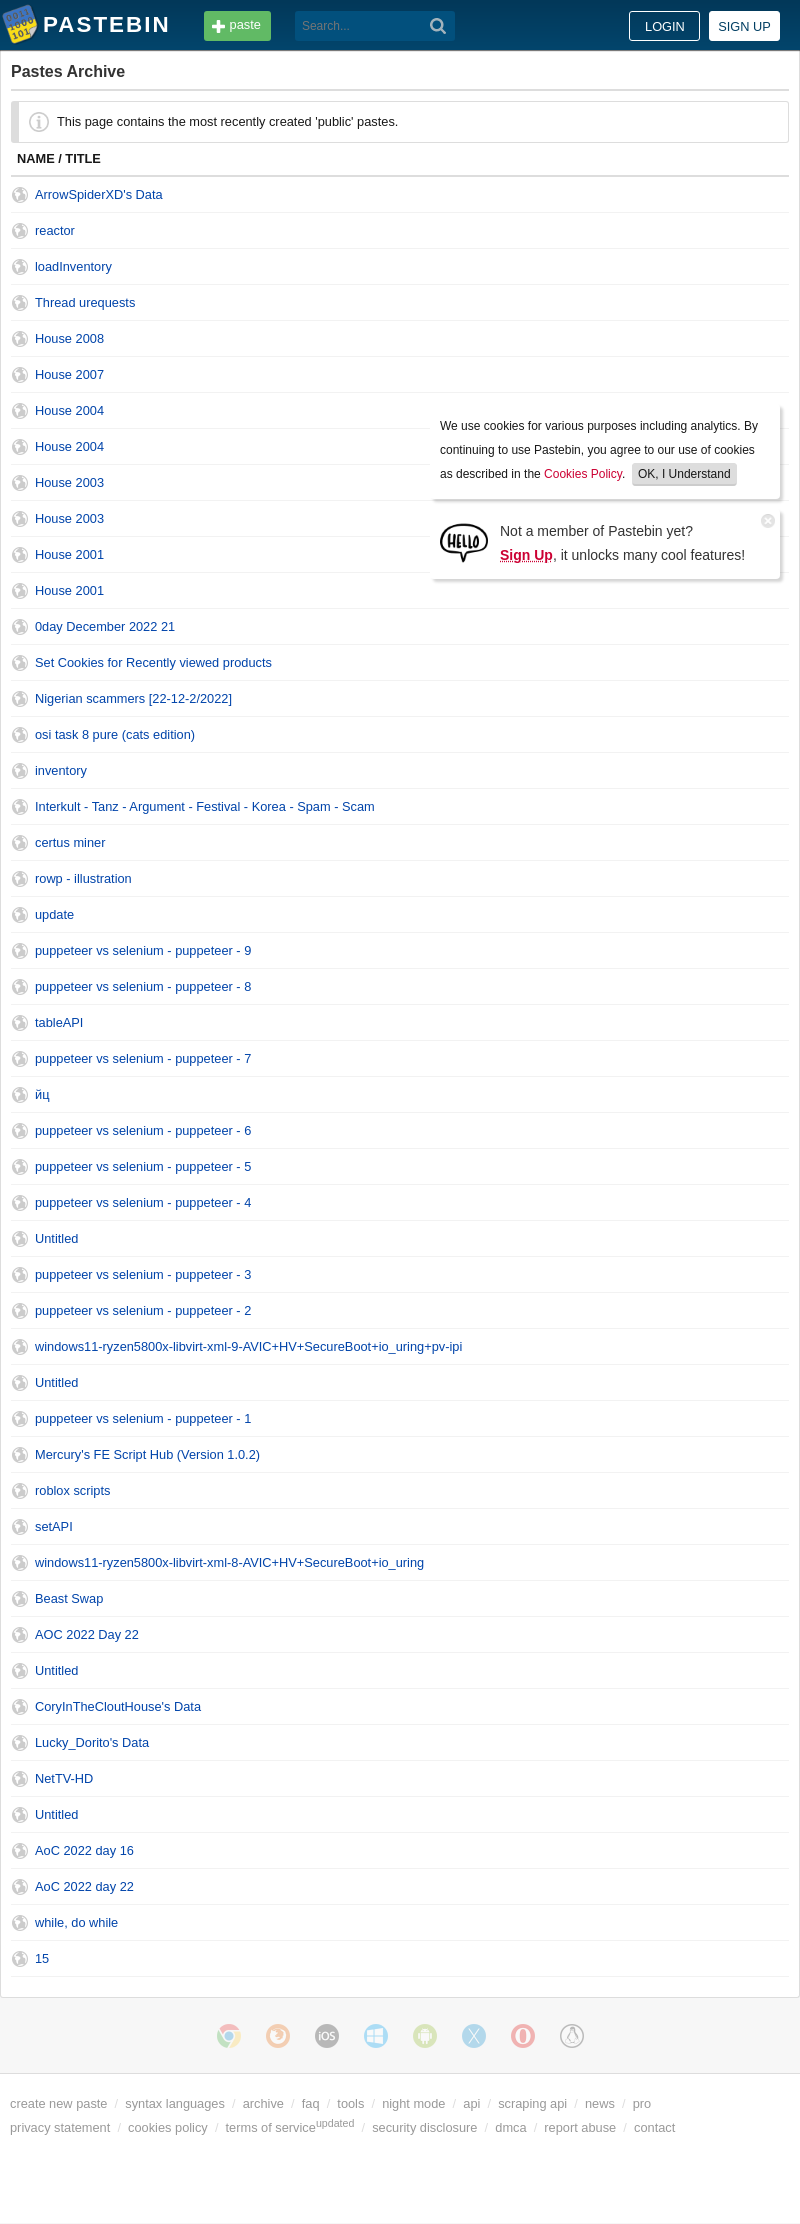 PASTEBIN
paste
Search...
LOGIN
SIGN UP
Pastes Archive
This page contains the most recently created 'public' pastes.
NAME / TITLE
ArrowSpiderXD's Data
reactor
loadInventory
Thread urequests
House 2008
House 2007
House 2004
House 2004
House 2003
House 2003
House 2001
House 2001
We use cookies for various purposes including analytics. By
continuing to use Pastebin, you agree to our use of cookies
as described in the Cookies Policy. OK, I Understand
HELLO
Not a member of Pastebin yet?
Sign Up, it unlocks many cool features!
0day December 2022 21
Set Cookies for Recently viewed products
Nigerian scammers [22-12-2/2022]
osi task 8 pure (cats edition)
inventory
Interkult - Tanz - Argument - Festival - Korea - Spam - Scam
certus miner
rowp - illustration
update
puppeteer vs selenium - puppeteer - 9
puppeteer vs selenium - puppeteer - 8
tableAPI
puppeteer vs selenium - puppeteer - 7
йц
puppeteer vs selenium - puppeteer - 6
puppeteer vs selenium - puppeteer - 5
puppeteer vs selenium - puppeteer - 4
Untitled
puppeteer vs selenium - puppeteer - 3
puppeteer vs selenium - puppeteer - 2
windows11-ryzen5800x-libvirt-xml-9-AVIC+HV+SecureBoot+io_uring+pv-ipi
Untitled
puppeteer vs selenium - puppeteer - 1
Mercury's FE Script Hub (Version 1.0.2)
roblox scripts
setAPI
windows11-ryzen5800x-libvirt-xml-8-AVIC+HV+SecureBoot+io_uring
Beast Swap
AOC 2022 Day 22
Untitled
CoryInTheCloutHouse's Data
Lucky_Dorito's Data
NetTV-HD
Untitled
AoC 2022 day 16
AoC 2022 day 22
while, do while
15
iOS
create new paste / syntax languages / archive / faq / tools / night mode / api / scraping api / news / pro
privacy statement / cookies policy / terms of service updated / security disclosure / dmca / report abuse / contact